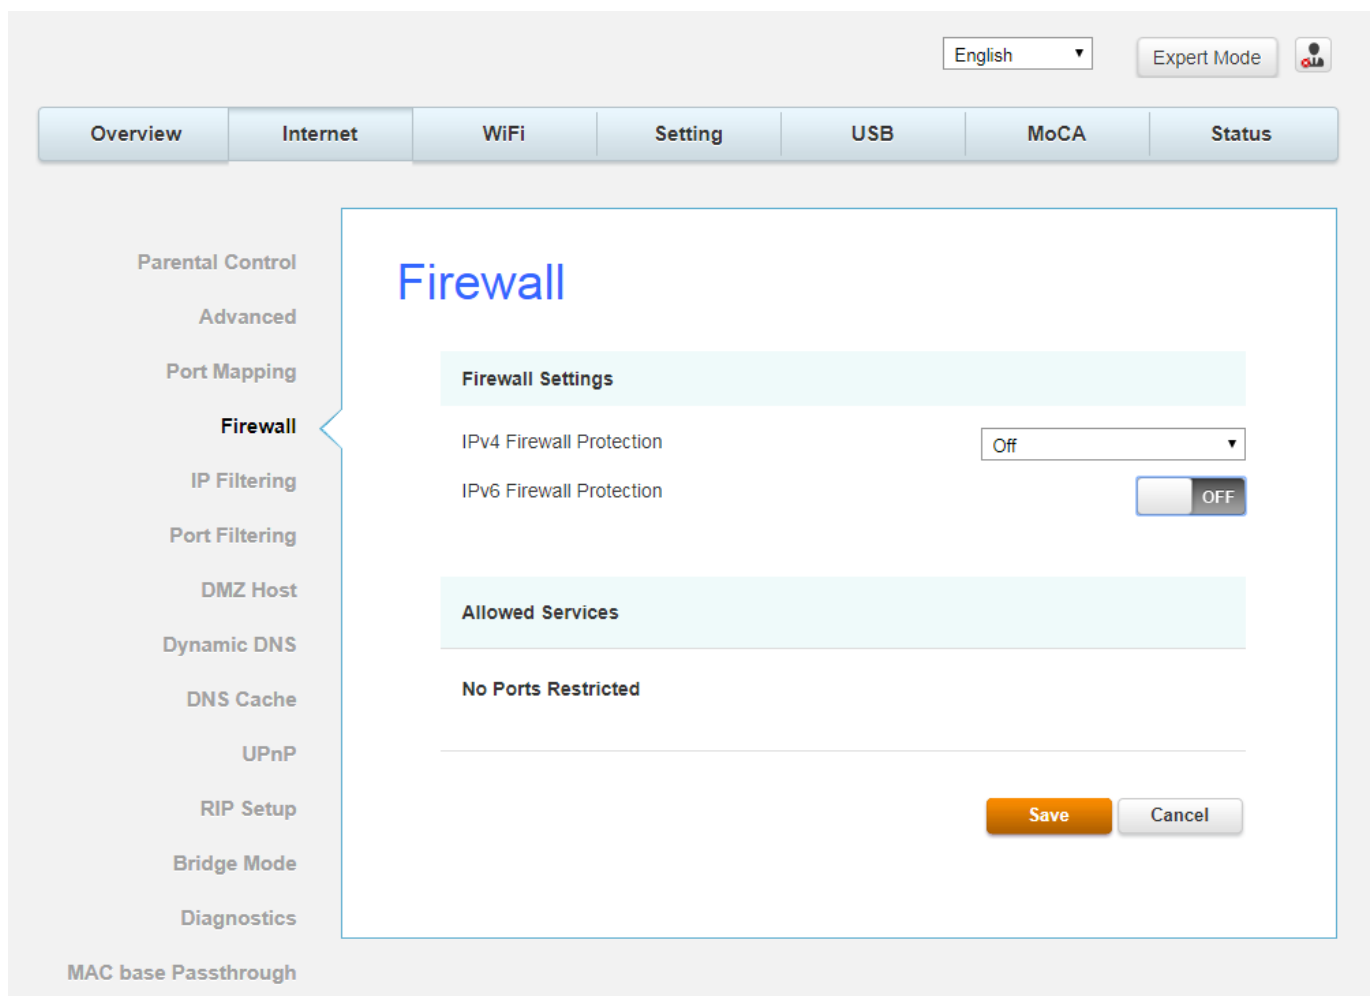 English
Expert Mode
Overview
Internet
WiFi
Setting
USB
MoCA
Status
Parental Control
Advanced
Port Mapping
Firewall
IP Filtering
Port Filtering
DMZ Host
Dynamic DNS
DNS Cache
UPnP
RIP Setup
Bridge Mode
Diagnostics
MAC base Passthrough
Firewall
Firewall Settings
IPv4 Firewall Protection
Off
IPv6 Firewall Protection
OFF
Allowed Services
No Ports Restricted
Save
Cancel